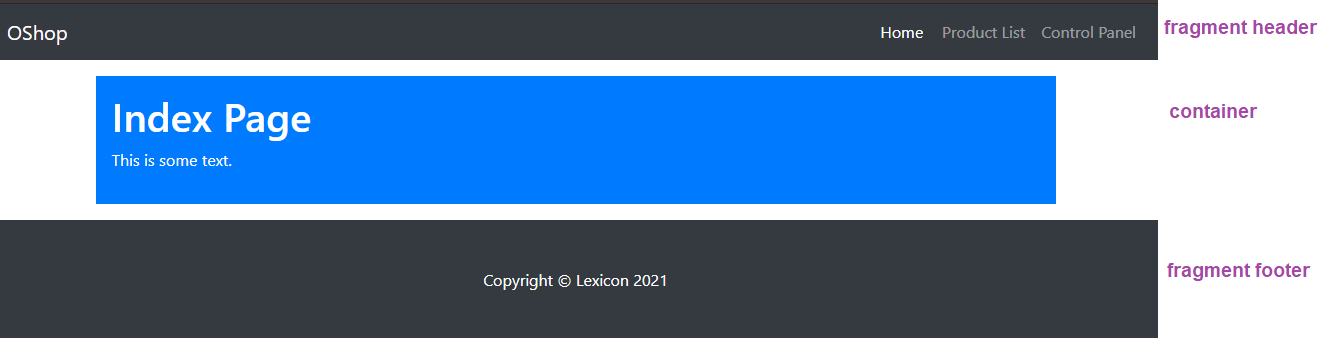 OShop Home Product List Control Panel fragment header
Index Page container
This is some text.
Copyright © Lexicon 2021 fragment footer